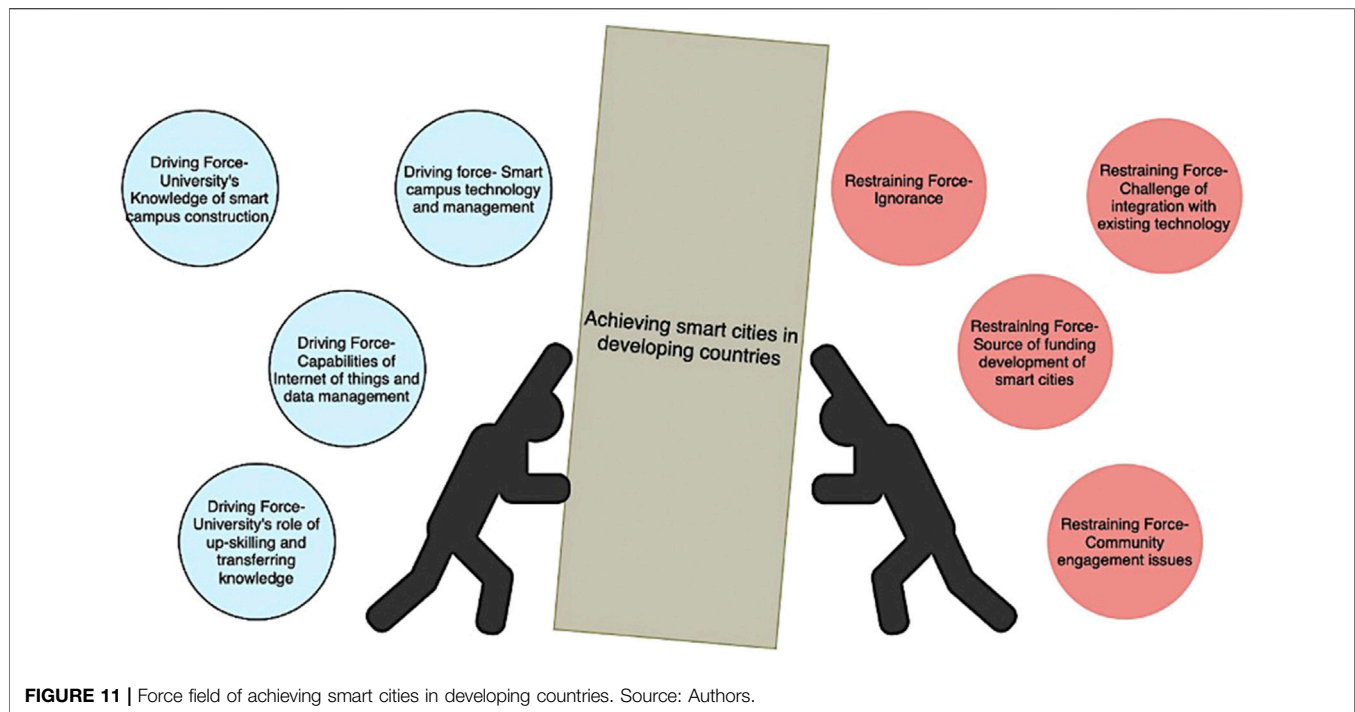 Driving Force-
University's
Knowledge of smart
campus construction
Driving force- Smart
campus technology
and management
Driving Force-
Capabilities of
Internet of things and
data management
Driving Force-
University's role of
up-skilling and
transferring
knowledge
Achieving smart cities in
developing countries
Restraining Force-
Ignorance
Restraining Force-
Challenge of
integration with
existing technology
Restraining Force-
Source of funding
development of
smart cities
Restraining Force-
Community
engagement issues
FIGURE 11 | Force field of achieving smart cities in developing countries. Source: Authors.